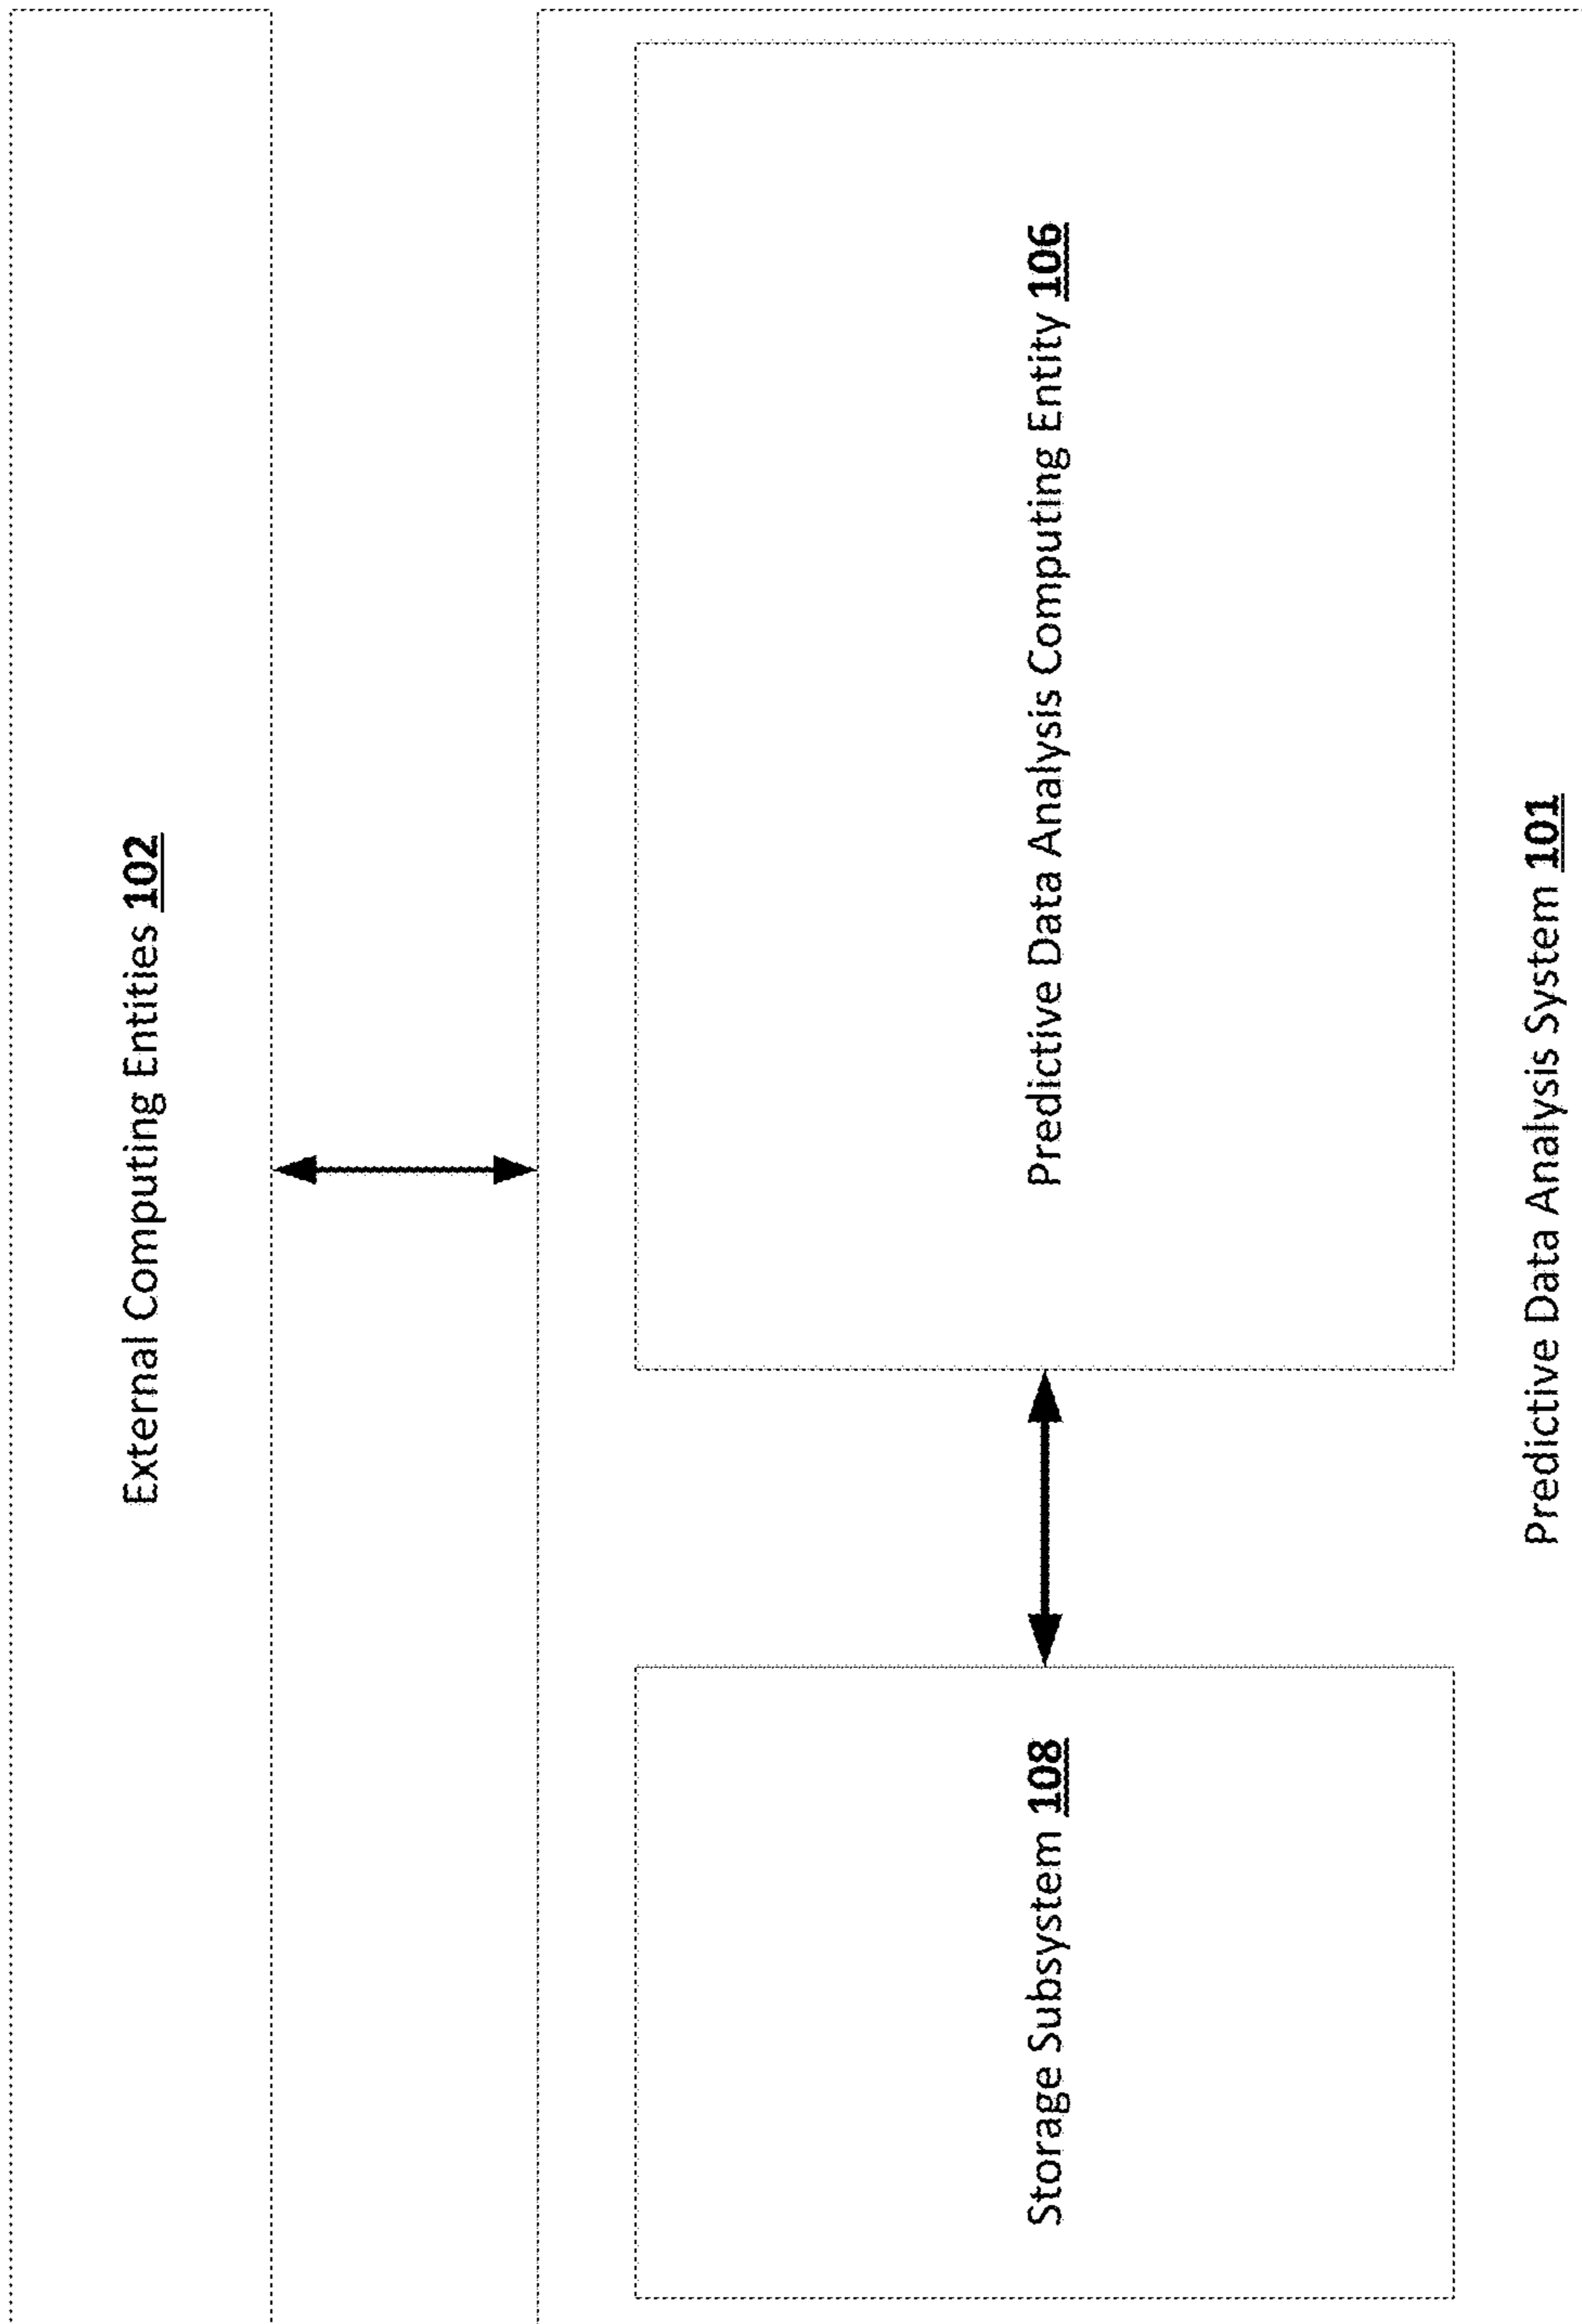 External Computing Entities 102
Storage Subsystem 108
Predictive Data Analysis Computing Entity 106
Predictive Data Analysis System 101